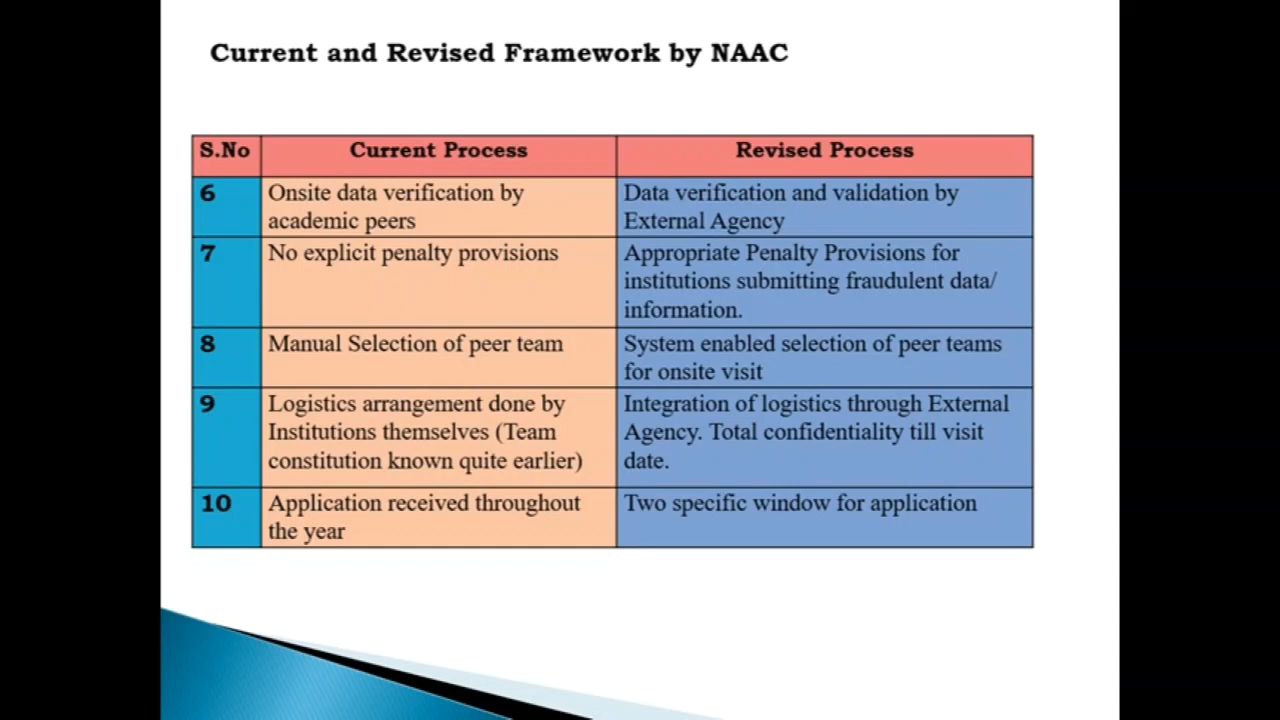 Current and Revised Framework by NAAC
S.No Current Process Revised Process
6 Onsite data verification by Data verification and validation by
academic peers External Agency
7 No explicit penalty provisions Appropriate Penalty Provisions for
institutions submitting fraudulent data/
information.
8 Manual Selection of peer team System enabled selection of peer teams
for onsite visit
9 Logistics arrangement done by Integration of logistics through External
Institutions themselves (Team Agency. Total confidentiality till visit
constitution known quite earlier) date.
10 Application received throughout Two specific window for application
the year